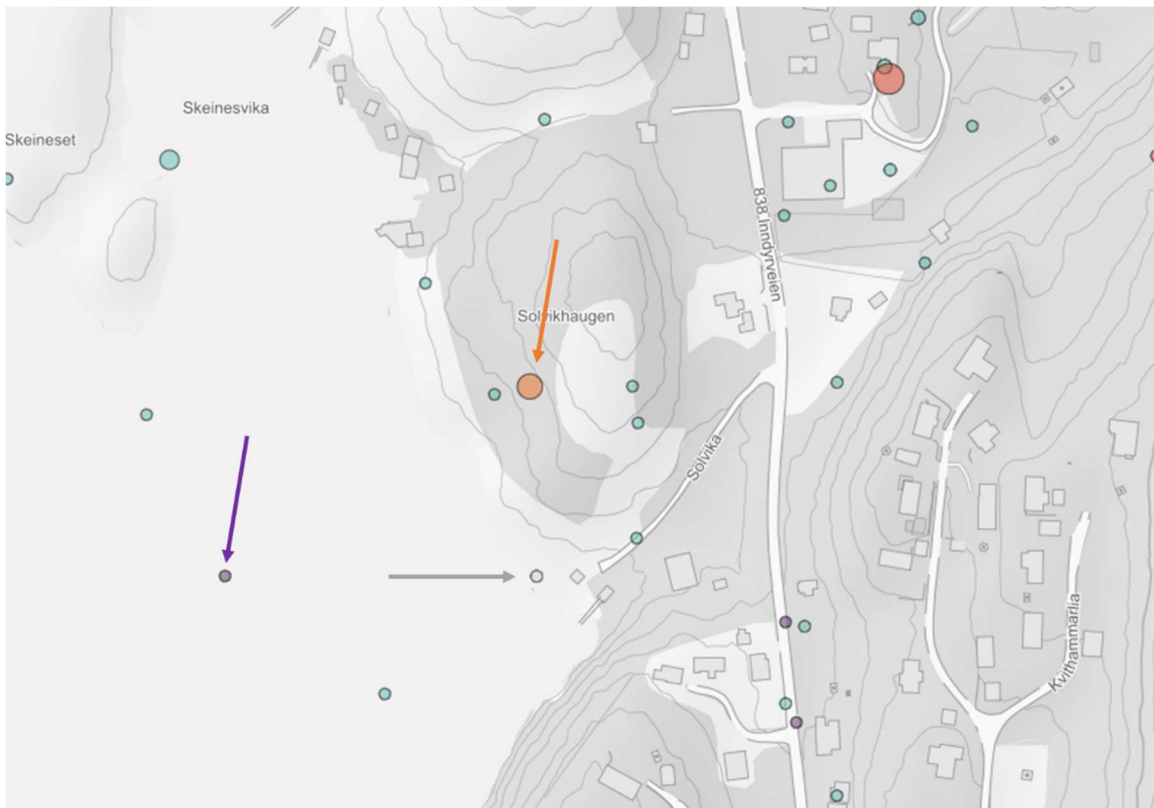 Skeinesvika
Skeineset
838 Inndyrveien
Solvikhaugen
Solvika
Kvithammarlia